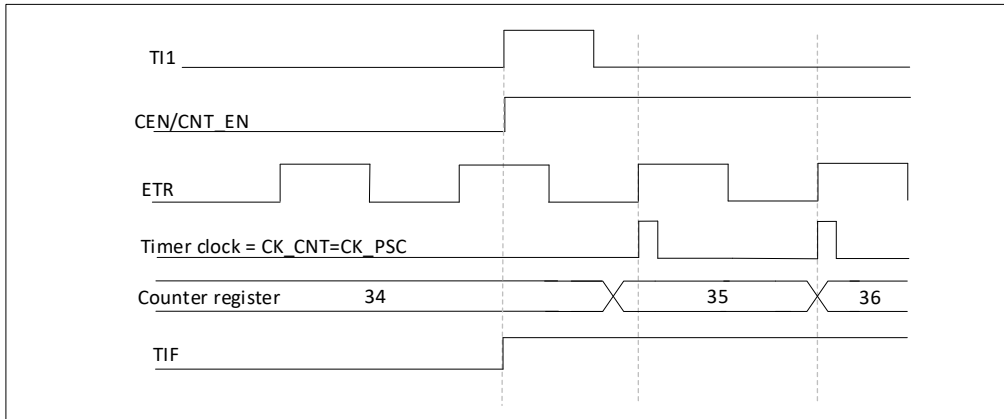 TI1
CEN/CNT_EN
ETR
Timer clock = CK_CNT=CK_PSC
Counter register 34 35 36
TIF